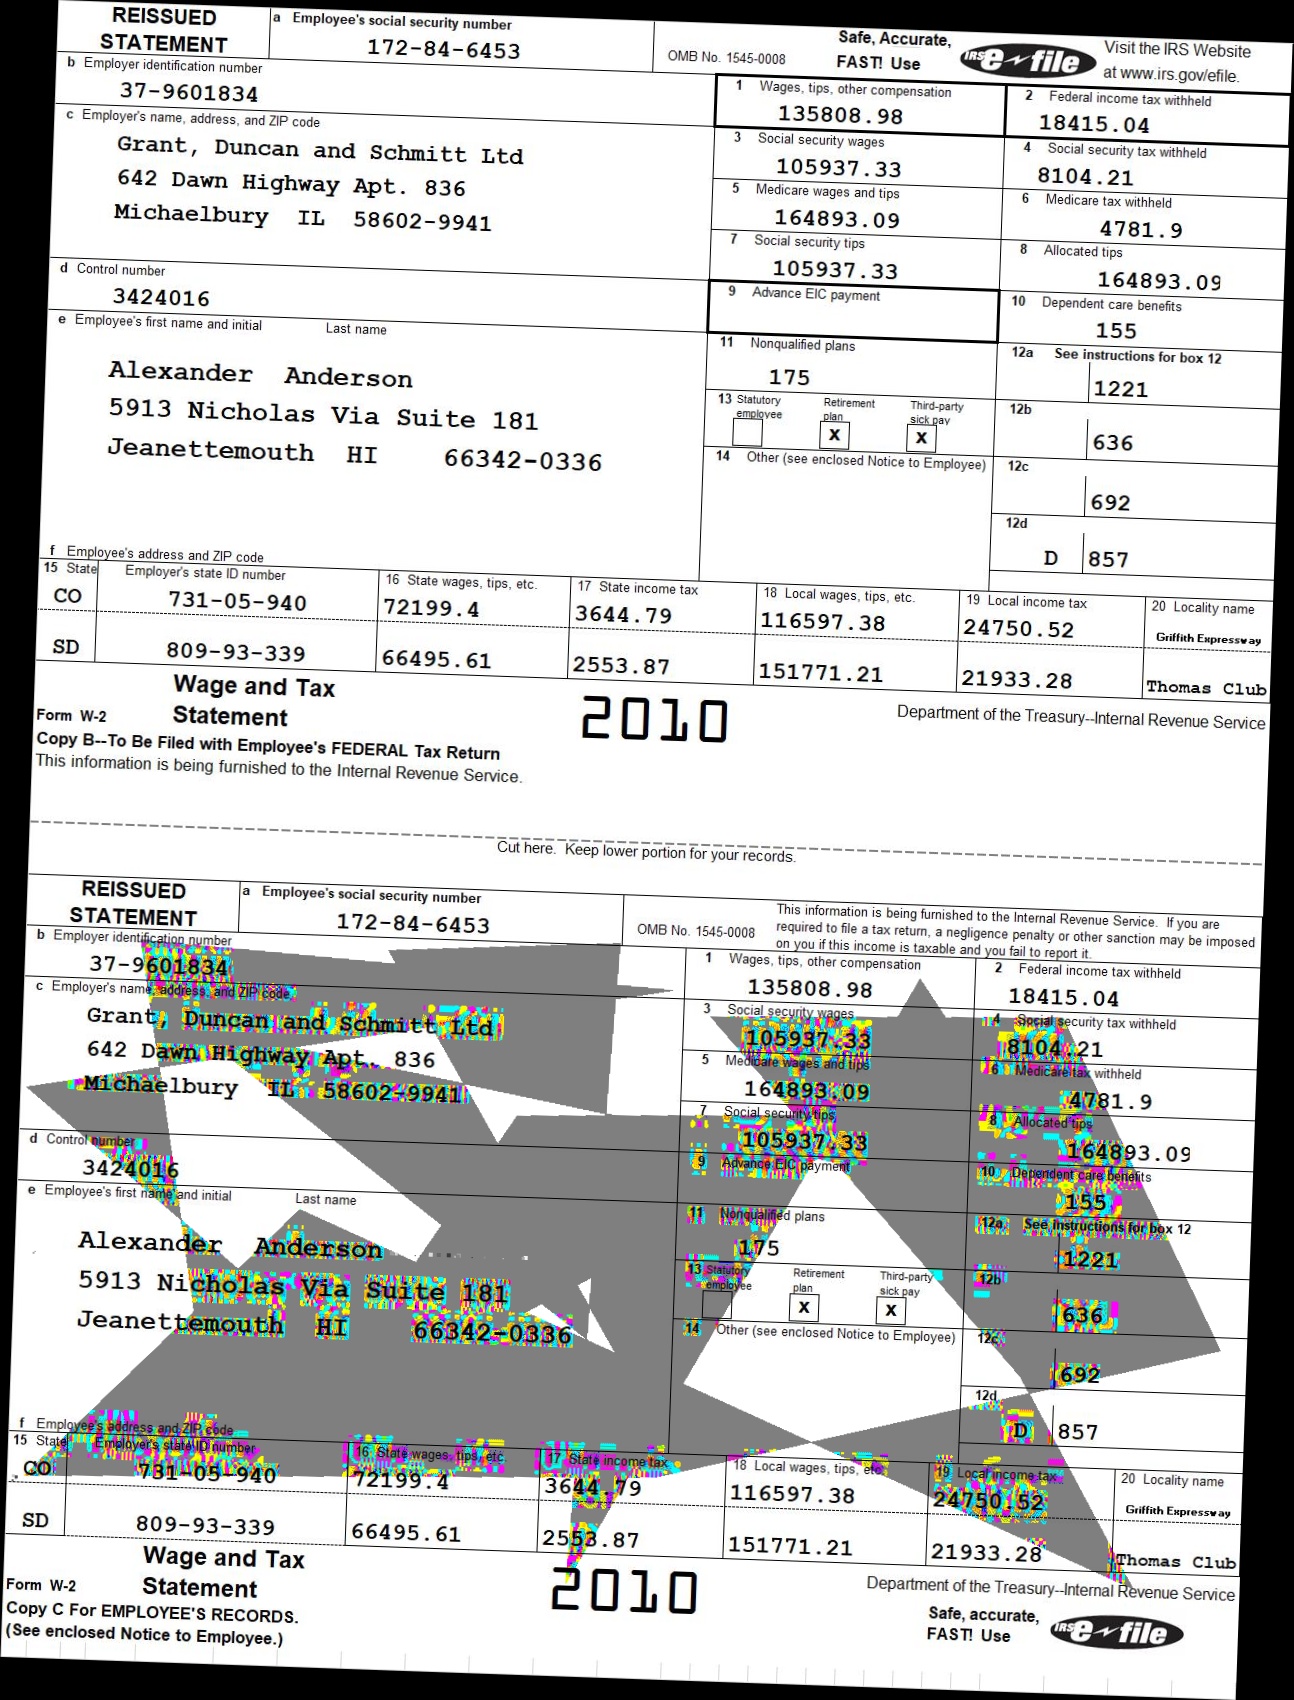 REISSUED
STATEMENT
a Employee's social security number
172-84-6453
OMB No. 1545-0008
Safe, Accurate,
FAST! Use
IRS e-file
Visit the IRS Website
at www.irs.gov/efile.
b Employer identification number
37-9601834
1 Wages, tips, other compensation
135808.98
2 Federal income tax withheld
18415.04
c Employer's name, address, and ZIP code
Grant, Duncan and Schmitt Ltd
642 Dawn Highway Apt. 836
Michaelbury IL 58602-9941
3 Social security wages
105937.33
4 Social security tax withheld
8104.21
5 Medicare wages and tips
164893.09
6 Medicare tax withheld
4781.9
7 Social security tips
105937.33
8 Allocated tips
164893.09
d Control number
3424016
9 Advance EIC payment
10 Dependent care benefits
155
e Employee's first name and initial Last name
Alexander Anderson
5913 Nicholas Via Suite 181
Jeanettemouth HI 66342-0336
11 Nonqualified plans
175
12a See instructions for box 12
1221
13 Statutory employee
Retirement plan
x
Third-party sick pay
x
12b
636
14 Other (see enclosed Notice to Employee)
12c
692
12d
D 857
f Employee's address and ZIP code
15 State Employer's state ID number 16 State wages, tips, etc. 17 State income tax 18 Local wages, tips, etc. 19 Local income tax 20 Locality name
CO 731-05-940 72199.4 3644.79 116597.38 24750.52 Griffith Expressway
SD 809-93-339 66495.61 2553.87 151771.21 21933.28 Thomas Club
Form W-2
Wage and Tax
Statement
2010
Department of the Treasury--Internal Revenue Service
Copy B--To Be Filed with Employee's FEDERAL Tax Return
This information is being furnished to the Internal Revenue Service.
Cut here. Keep lower portion for your records.
REISSUED
STATEMENT
a Employee's social security number
172-84-6453
OMB No. 1545-0008
This information is being furnished to the Internal Revenue Service. If you are
required to file a tax return, a negligence penalty or other sanction may be imposed
on you if this income is taxable and you fail to report it.
b Employer identification number
37-9601834
1 Wages, tips, other compensation
135808.98
2 Federal income tax withheld
18415.04
c Employer's name, address, and ZIP code
Grant, Duncan and Schmitt Ltd
642 Dawn Highway Apt. 836
Michaelbury IL 58602-9941
3 Social security wages
105937.33
4 Social security tax withheld
8104.21
5 Medicare wages and tips
164893.09
6 Medicare tax withheld
4781.9
7 Social security tips
105937.33
8 Allocated tips
164893.09
d Control number
3424016
9 Advance EIC payment
10 Dependent care benefits
155
e Employee's first name and initial Last name
Alexander Anderson
5913 Nicholas Via Suite 181
Jeanettemouth HI 66342-0336
11 Nonqualified plans
175
12a See instructions for box 12
1221
13 Statutory employee
Retirement plan
x
Third-party sick pay
x
12b
636
14 Other (see enclosed Notice to Employee)
12c
692
12d
D 857
f Employee's address and ZIP code
15 State Employer's state ID number 16 State wages, tips, etc. 17 State income tax 18 Local wages, tips, etc. 19 Local income tax 20 Locality name
CO 731-05-940 72199.4 3644.79 116597.38 24750.52 Griffith Expressway
SD 809-93-339 66495.61 2553.87 151771.21 21933.28 Thomas Club
Form W-2
Wage and Tax
Statement
2010
Department of the Treasury--Internal Revenue Service
Copy C For EMPLOYEE'S RECORDS.
(See enclosed Notice to Employee.)
Safe, accurate,
FAST! Use
IRS e-file